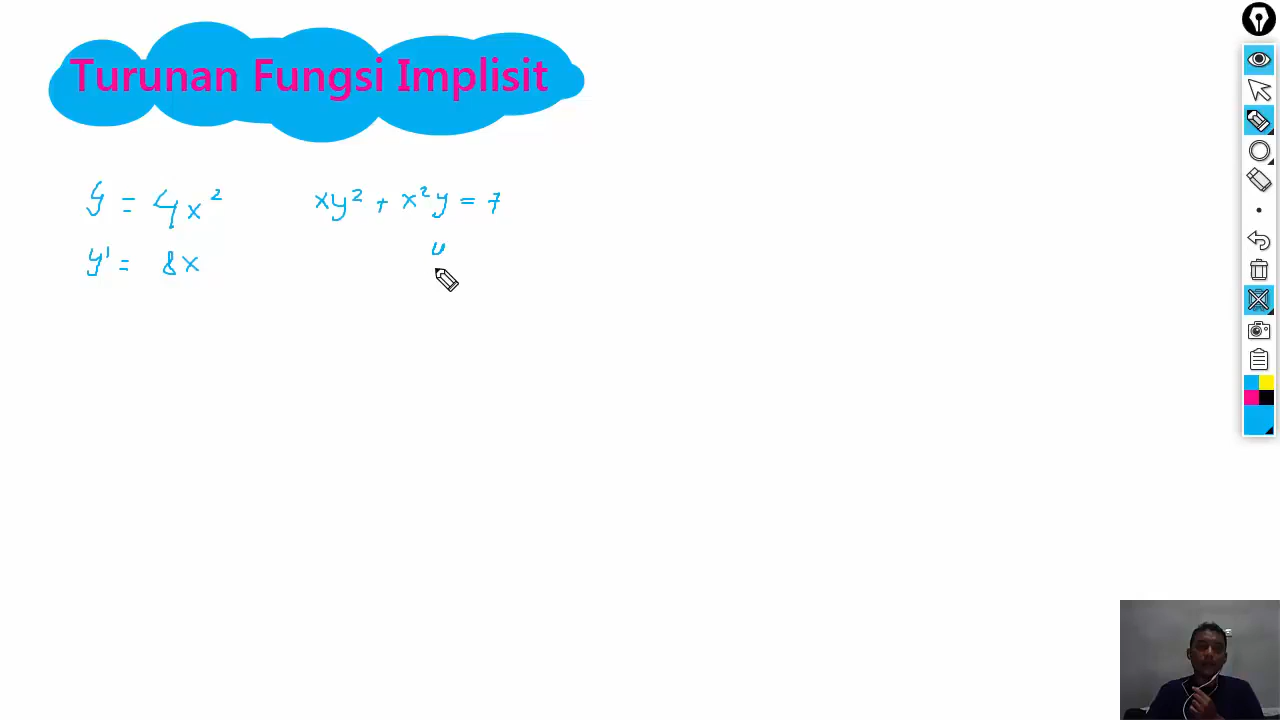 Turunan Fungsi Implisit
y = 4x² xy² + x²y = 7
y' = 8x